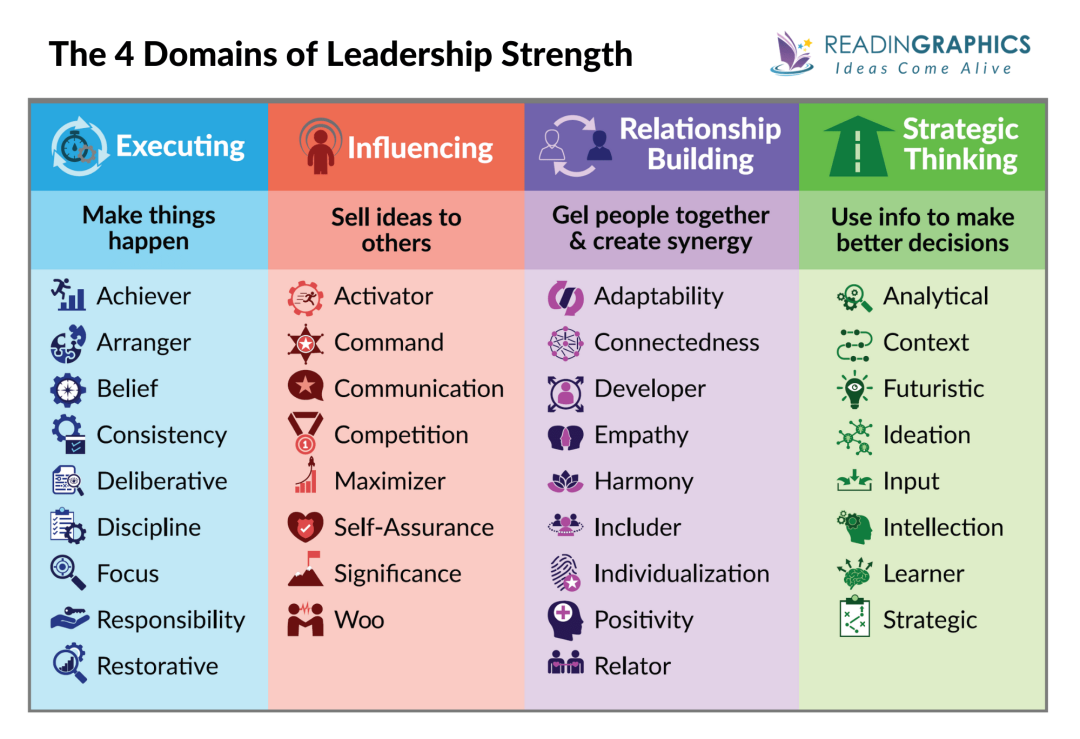 The 4 Domains of Leadership Strength
READINGRAPHICS
Ideas Come Alive
Executing
Make things
happen
Achiever
Arranger
Belief
Consistency
Deliberative
Discipline
Focus
Responsibility
Restorative
Influencing
Sell ideas to
others
Activator
Command
Communication
Competition
1
Maximizer
Self-Assurance
Significance
Woo
Relationship
Building
Gel people together
& create synergy
Adaptability
Connectedness
Developer
Empathy
Harmony
Includer
Individualization
Positivity
Relator
Strategic
Thinking
Use info to make
better decisions
Analytical
Context
Futuristic
Ideation
Input
Intellection
Learner
Strategic